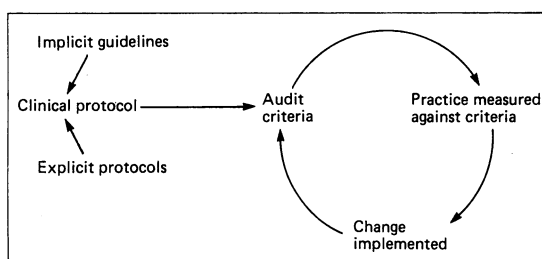 Implicit guidelines
Clinical protocol
Explicit protocols
Audit
criteria
Practice measured
against criteria
Change
implemented